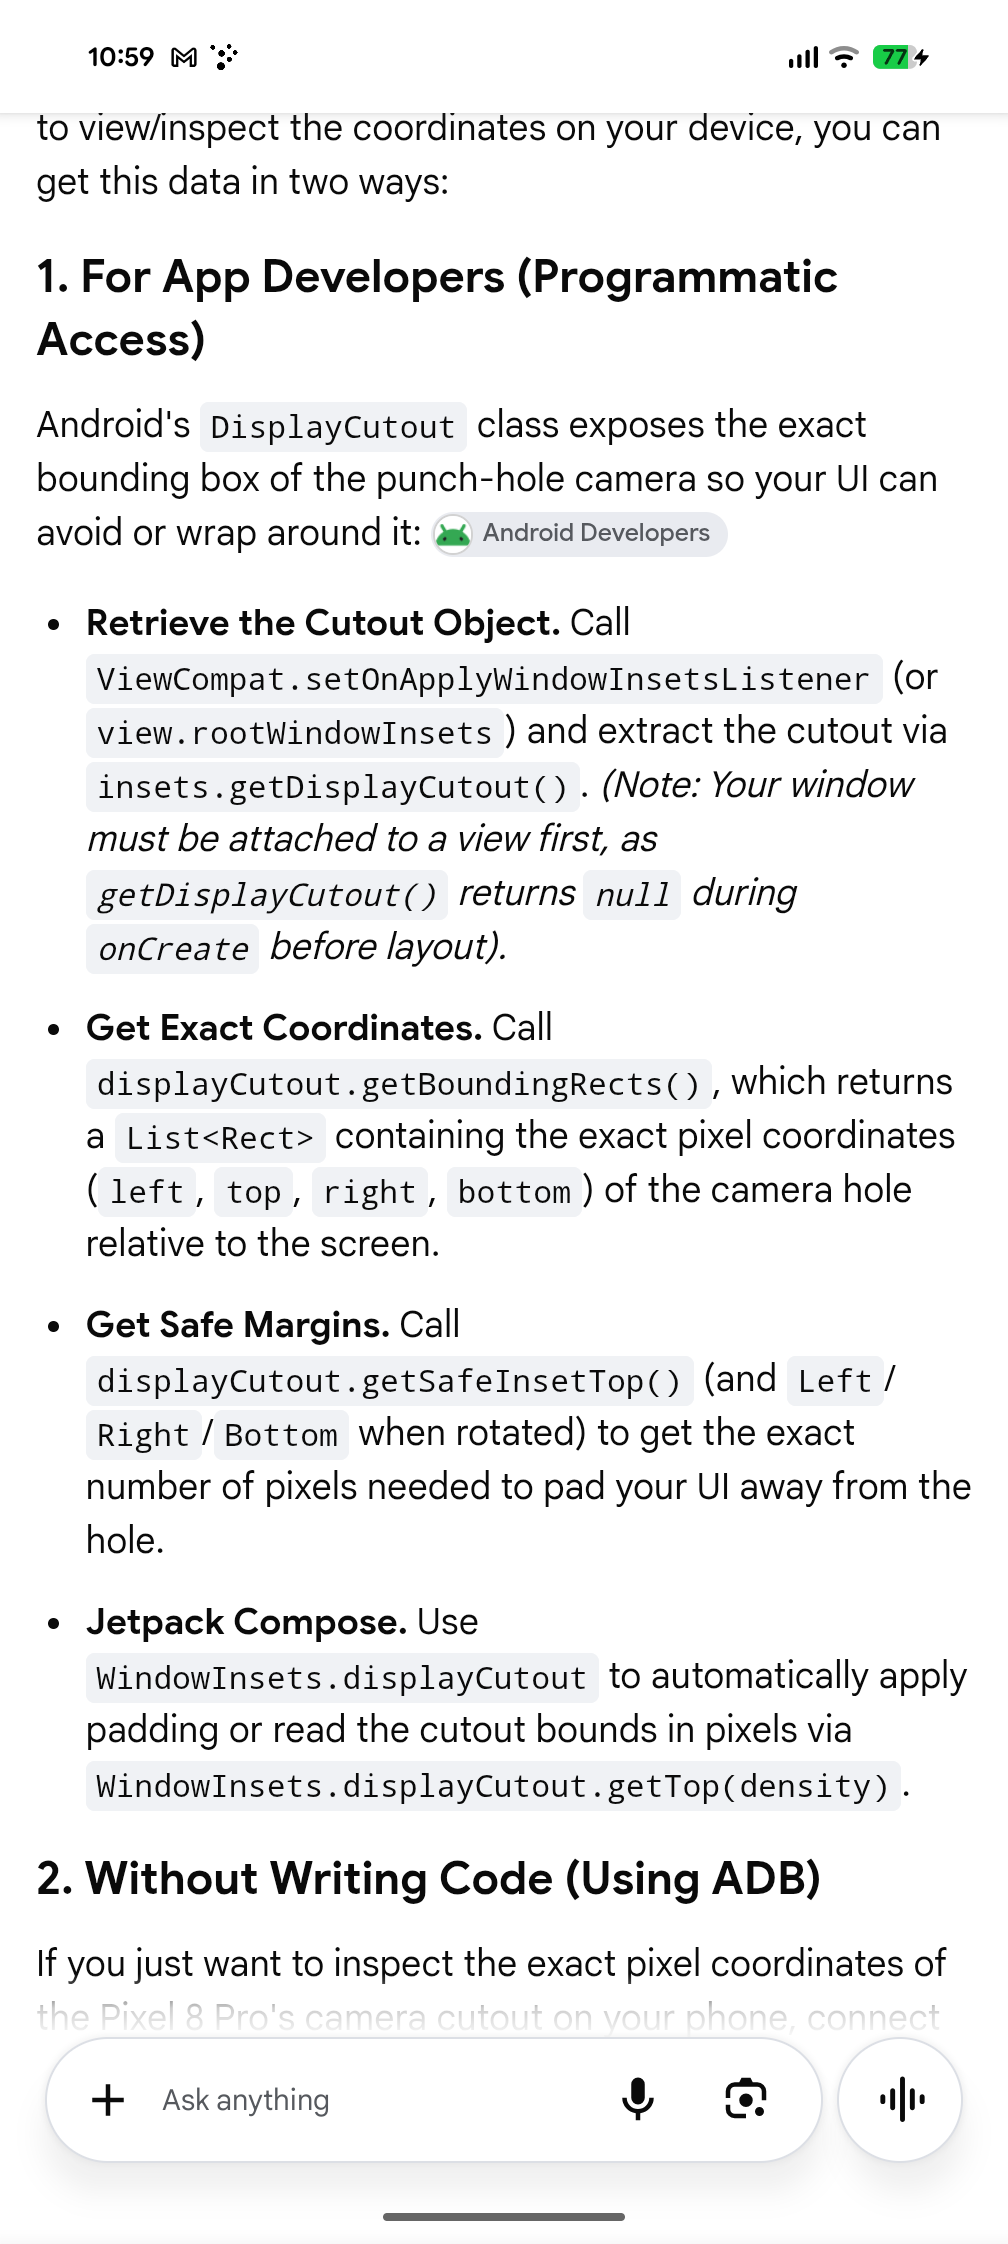 10:59
77
to view/inspect the coordinates on your device, you can
get this data in two ways:
1. For App Developers (Programmatic
Access)
Android's DisplayCutout class exposes the exact
bounding box of the punch-hole camera so your UI can
avoid or wrap around it: Android Developers
• Retrieve the Cutout Object. Call
ViewCompat.setOnApplyWindowInsetsListener (or
view.rootWindowInsets) and extract the cutout via
insets.getDisplayCutout(). (Note: Your window
must be attached to a view first, as
getDisplayCutout() returns null during
onCreate before layout).
• Get Exact Coordinates. Call
displayCutout.getBoundingRects(), which returns
a List<Rect> containing the exact pixel coordinates
(left, top, right, bottom) of the camera hole
relative to the screen.
• Get Safe Margins. Call
displayCutout.getSafeInsetTop() (and Left/
Right/Bottom when rotated) to get the exact
number of pixels needed to pad your UI away from the
hole.
• Jetpack Compose. Use
WindowInsets.displayCutout to automatically apply
padding or read the cutout bounds in pixels via
WindowInsets.displayCutout.getTop(density).
2. Without Writing Code (Using ADB)
If you just want to inspect the exact pixel coordinates of
the Pixel 8 Pro's camera cutout on your phone, connect
Ask anything